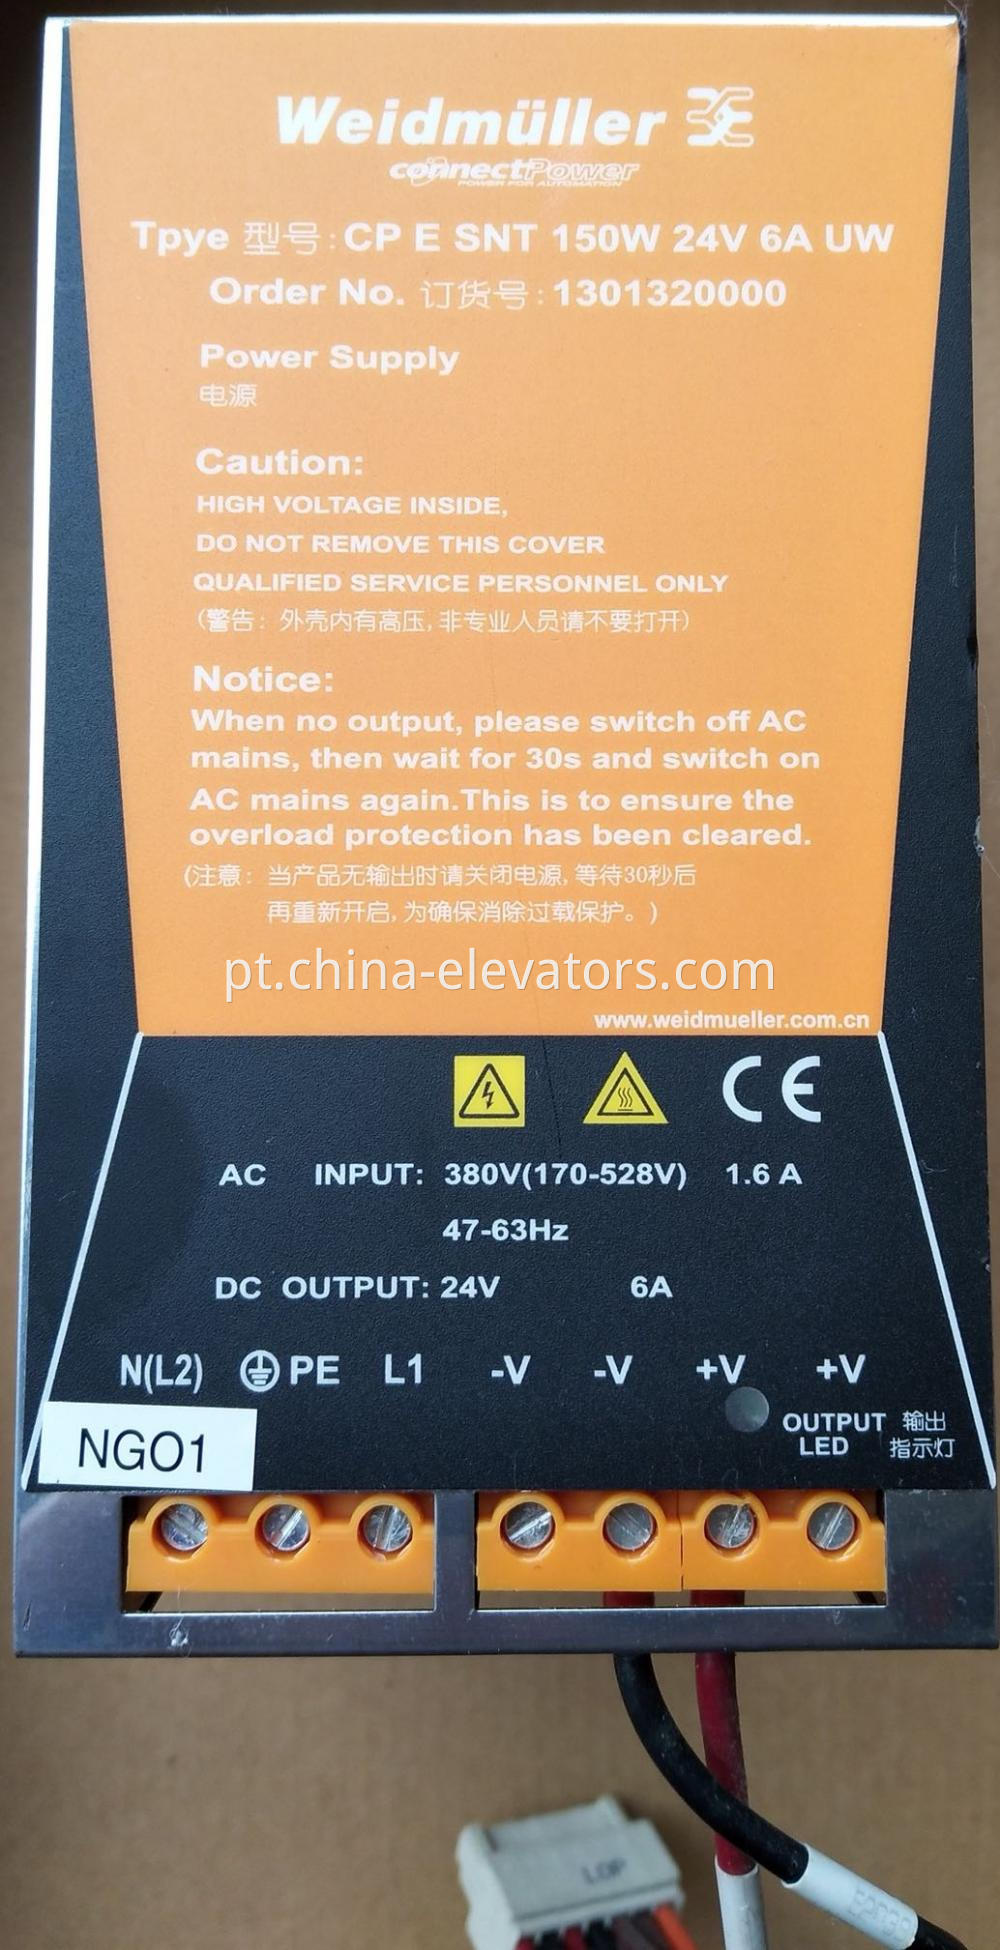 Weidmüller
connectPower
POWER FOR AUTOMATION
Tpye 型号: CP E SNT 150W 24V 6A UW
Order No. 订货号: 1301320000
Power Supply
电源
Caution:
HIGH VOLTAGE INSIDE,
DO NOT REMOVE THIS COVER
QUALIFIED SERVICE PERSONNEL ONLY
(警告: 外壳内有高压, 非专业人员请不要打开)
Notice:
When no output, please switch off AC
mains, then wait for 30s and switch on
AC mains again.This is to ensure the
overload protection has been cleared.
(注意: 当产品无输出时请关闭电源, 等待30秒后
再重新开启, 为确保消除过载保护。)
pt.china-elevators.com
www.weidmueller.com.cn
CE
AC INPUT: 380V(170-528V) 1.6 A
47-63Hz
DC OUTPUT: 24V 6A
N(L2) PE L1 -V -V +V +V
OUTPUT 输出
LED 指示灯
NGO1
LOP